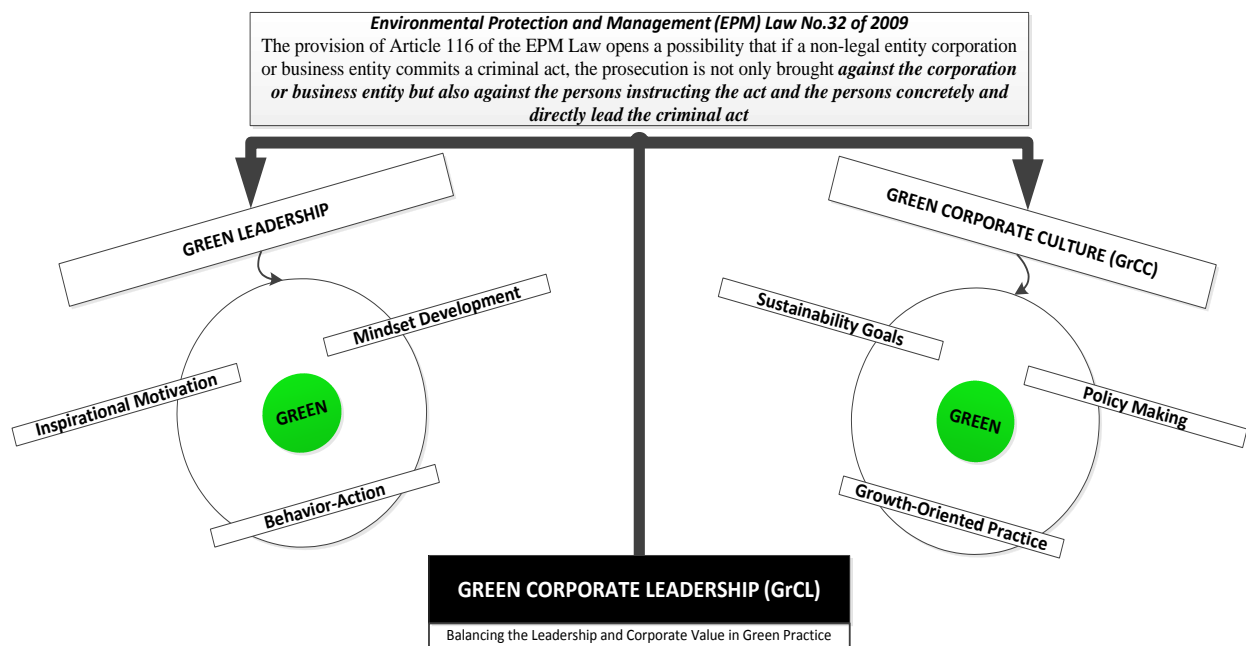 Environmental Protection and Management (EPM) Law No.32 of 2009
The provision of Article 116 of the EPM Law opens a possibility that if a non-legal entity corporation
or business entity commits a criminal act, the prosecution is not only brought against the corporation
or business entity but also against the persons instructing the act and the persons concretely and
directly lead the criminal act
GREEN LEADERSHIP
Mindset Development
Inspirational Motivation
GREEN
Behavior-Action
GREEN CORPORATE CULTURE (GrCC)
Sustainability Goals
Policy Making
GREEN
Growth-Oriented Practice
GREEN CORPORATE LEADERSHIP (GrCL)
Balancing the Leadership and Corporate Value in Green Practice